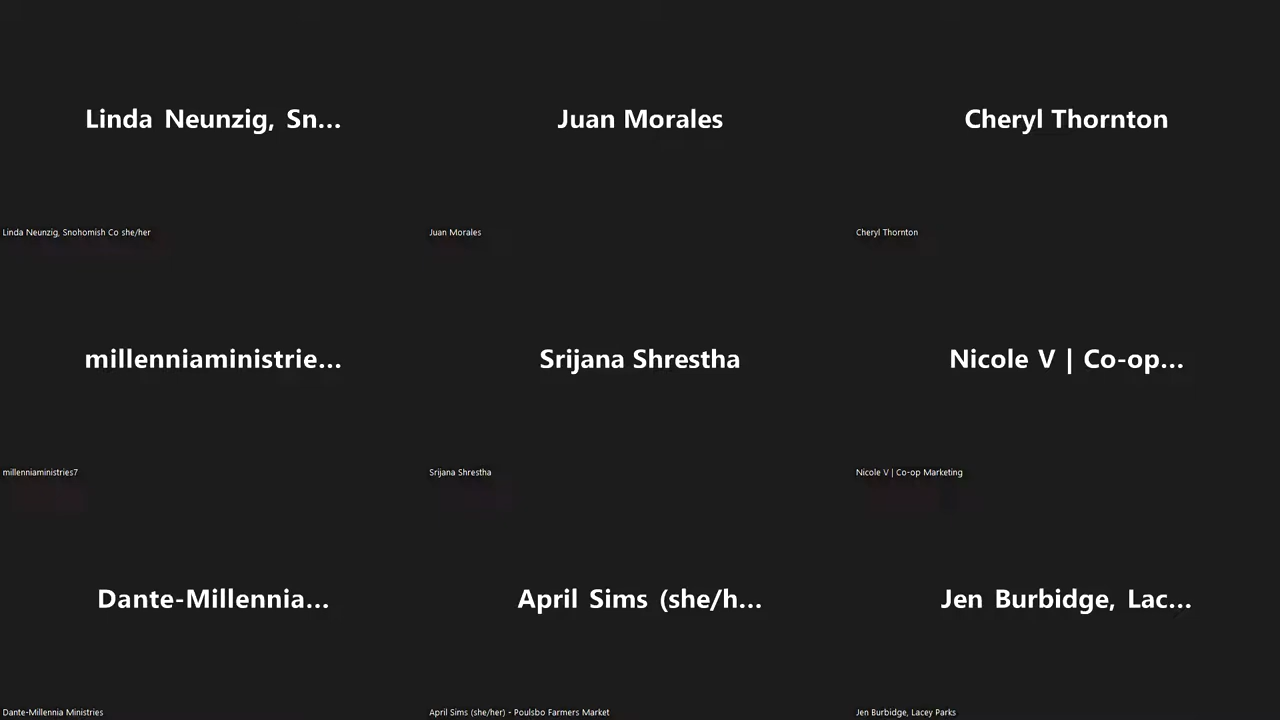 Linda Neunzig, Sn...
Juan Morales
Cheryl Thornton
Linda Neunzig, Snohomish Co she/her
Juan Morales
Cheryl Thornton
millenniaministrie...
Srijana Shrestha
Nicole V | Co-op...
millenniaministries7
Srijana Shrestha
Nicole V | Co-op Marketing
Dante-Millennia...
April Sims (she/h...
Jen Burbidge, Lac...
Dante-Millennia Ministries
April Sims (she/her) - Poulsbo Farmers Market
Jen Burbidge, Lacey Parks